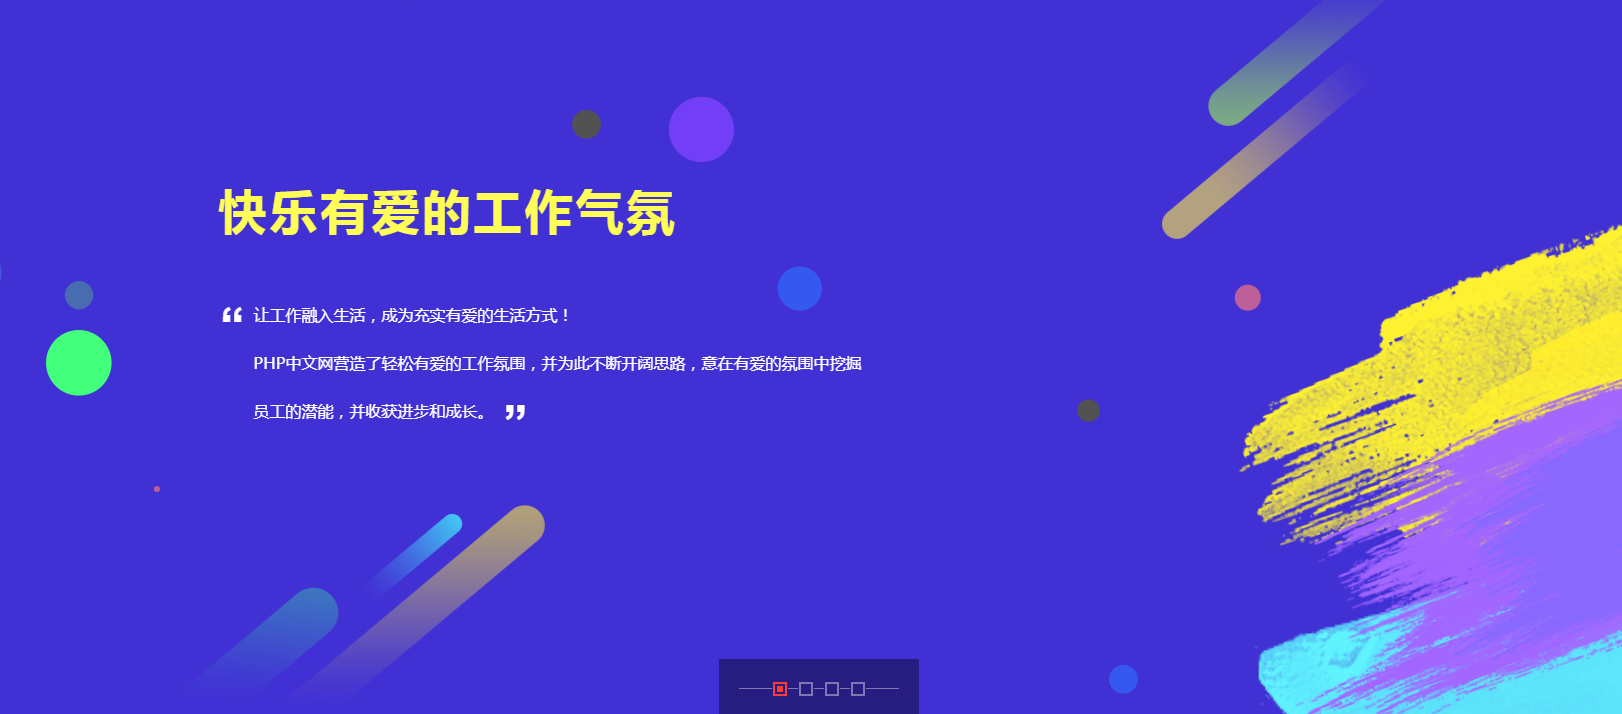 快乐有爱的工作气氛
“ 让工作融入生活，成为充实有爱的生活方式！
PHP中文网营造了轻松有爱的工作氛围，并为此不断开阔思路，意在有爱的氛围中挖掘
员工的潜能，并收获进步和成长。 ”